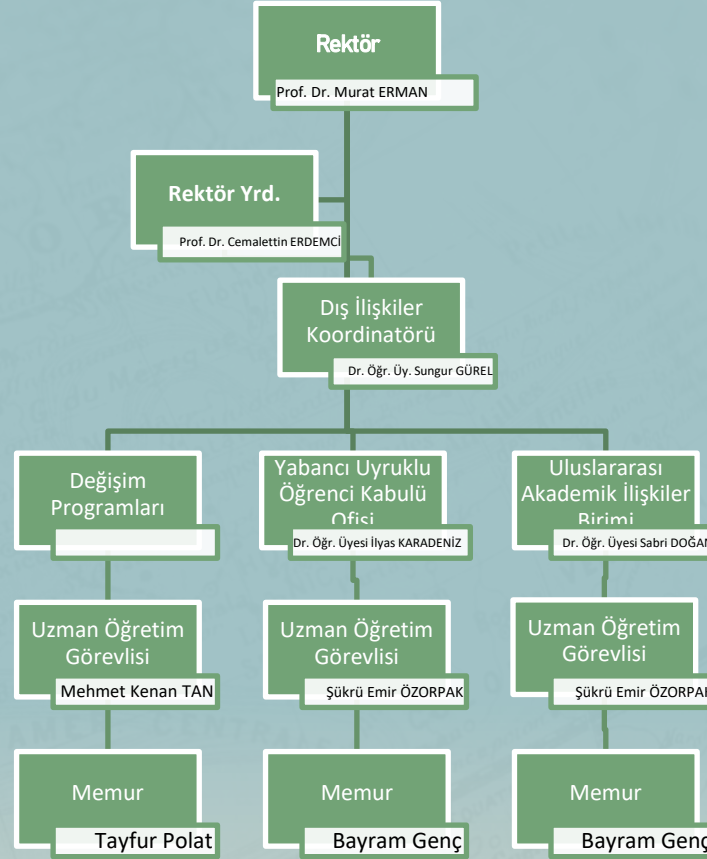 Rektör
Prof. Dr. Murat ERMAN
Rektör Yrd.
Prof. Dr. Cemalettin ERDEMCİ
Dış İlişkiler
Koordinatörü
Dr. Öğr. Üy. Sungur GÜREL
Değişim
Programları
Yabancı Uyruklu
Öğrenci Kabulü
Ofisi
Dr. Öğr. Üyesi İlyas KARADENİZ
Uluslararası
Akademik İlişkiler
Birimi
Dr. Öğr. Üyesi Sabri DOĞAN
Uzman Öğretim
Görevlisi
Mehmet Kenan TAN
Uzman Öğretim
Görevlisi
Şükrü Emir ÖZORPAK
Uzman Öğretim
Görevlisi
Şükrü Emir ÖZORPAK
Memur
Tayfur Polat
Memur
Bayram Genç
Memur
Bayram Genç